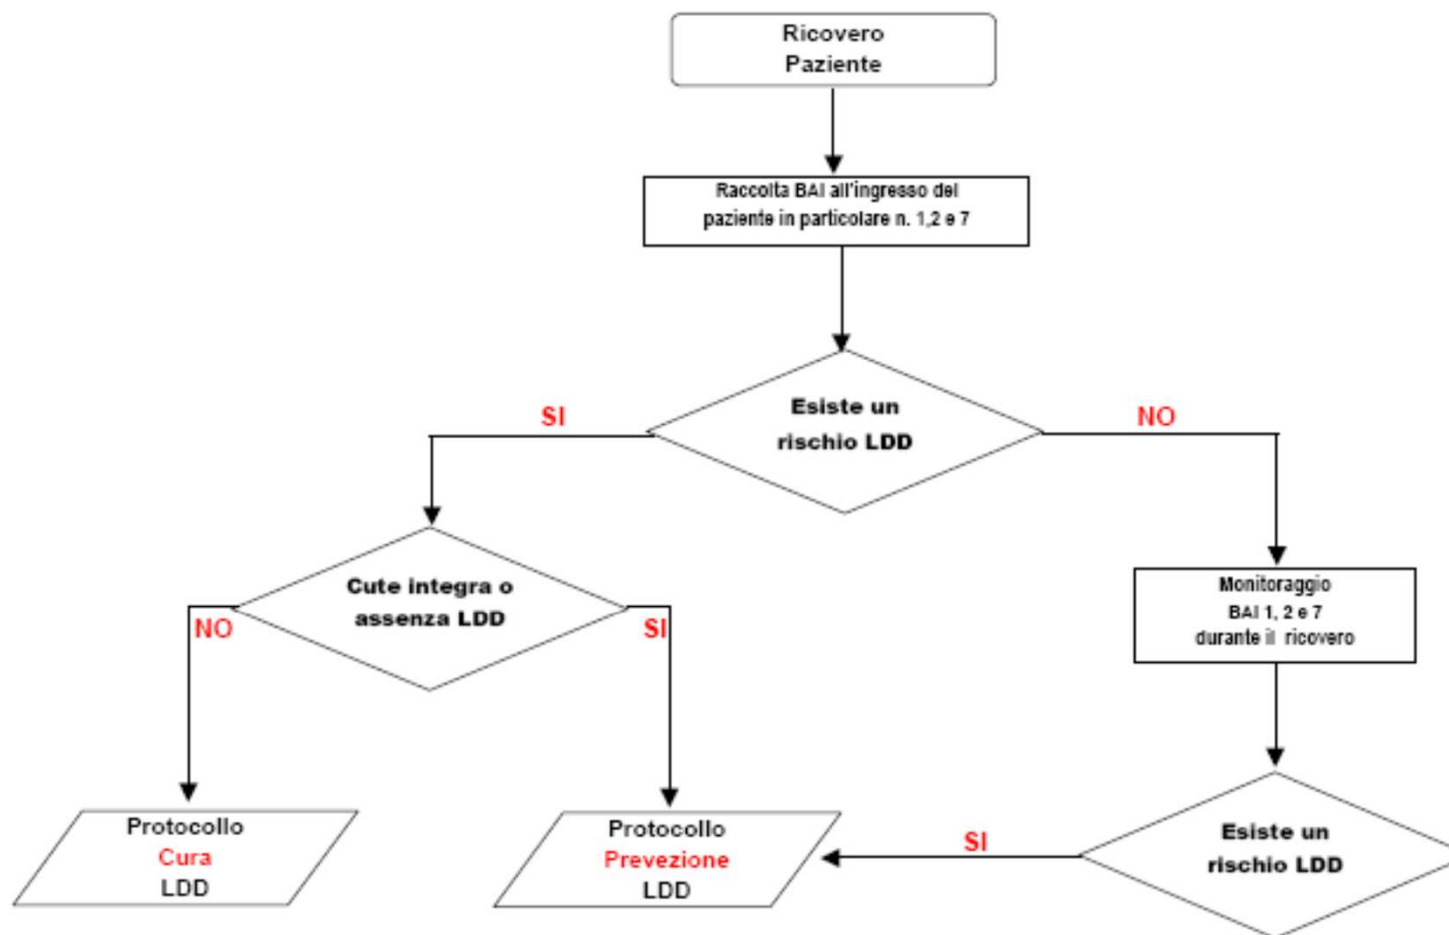 Ricovero
Paziente
Raccolta BAI all'ingresso del
paziente in particolare n. 1,2 e 7
Esiste un
rischio LDD
SI
NO
Cute integra o
assenza LDD
NO
SI
Monitoraggio
BAI 1, 2 e 7
durante il ricovero
Protocollo
Cura
LDD
Protocollo
Prevezione
LDD
SI
Esiste un
rischio LDD